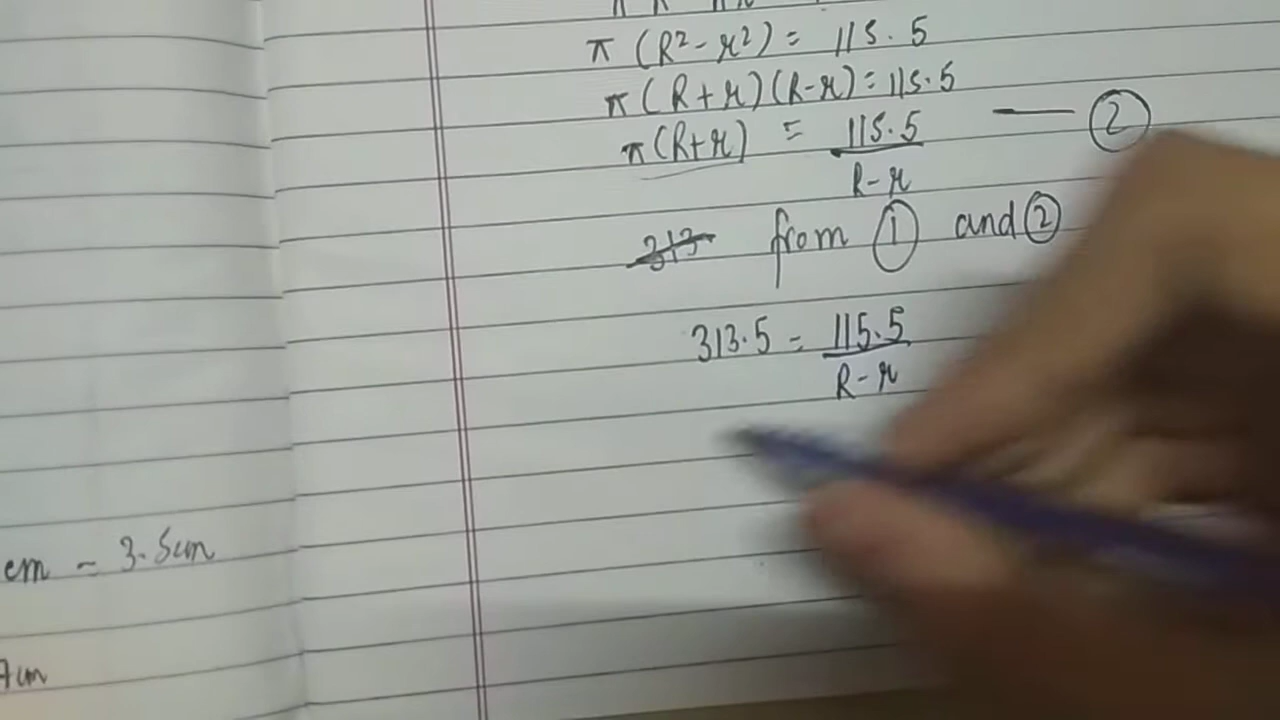 π (R² - r²) = 115.5
π (R + r) (R - r) = 115.5
π (R + r) = 115.5 / R - r — ②
313 from ① and ②
313.5 = 115.5 / R - r
cm = 3.5cm
7cm